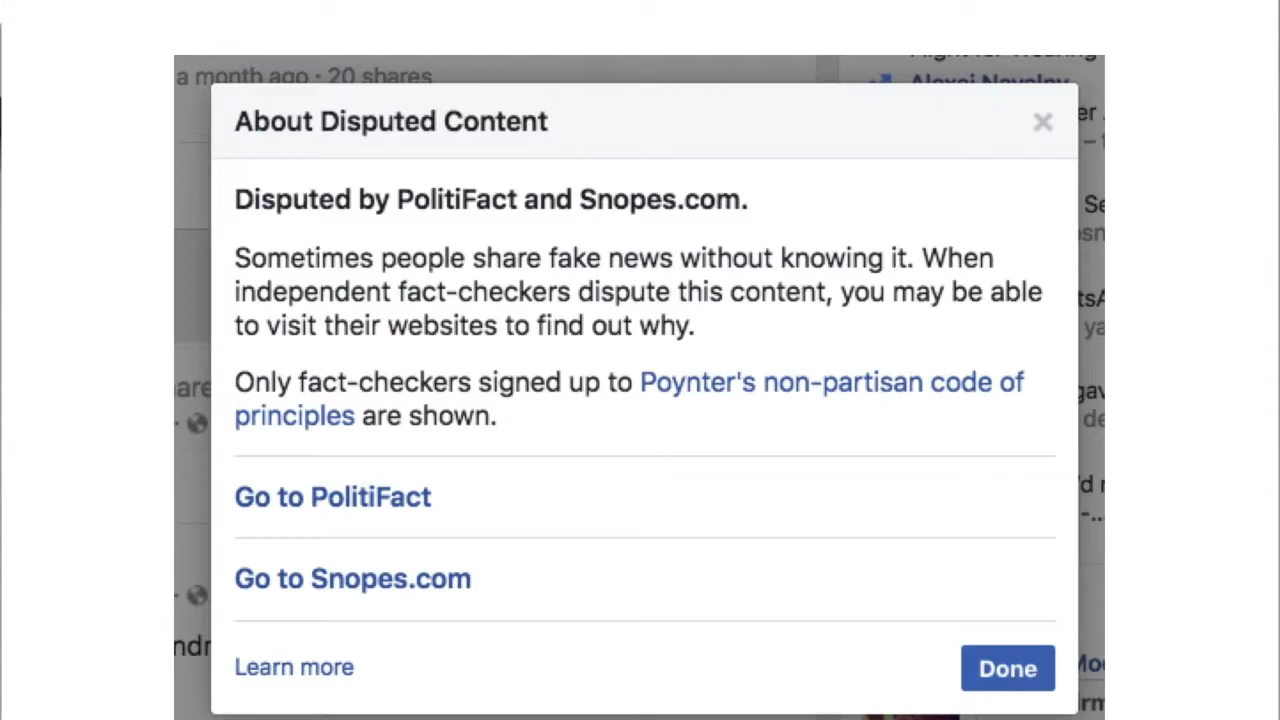 a month ago · 20 shares
Alexei Navalny
About Disputed Content
Disputed by PolitiFact and Snopes.com.
Sometimes people share fake news without knowing it. When
independent fact-checkers dispute this content, you may be able
to visit their websites to find out why.
Only fact-checkers signed up to Poynter's non-partisan code of
principles are shown.
Go to PolitiFact
Go to Snopes.com
Learn more
Done